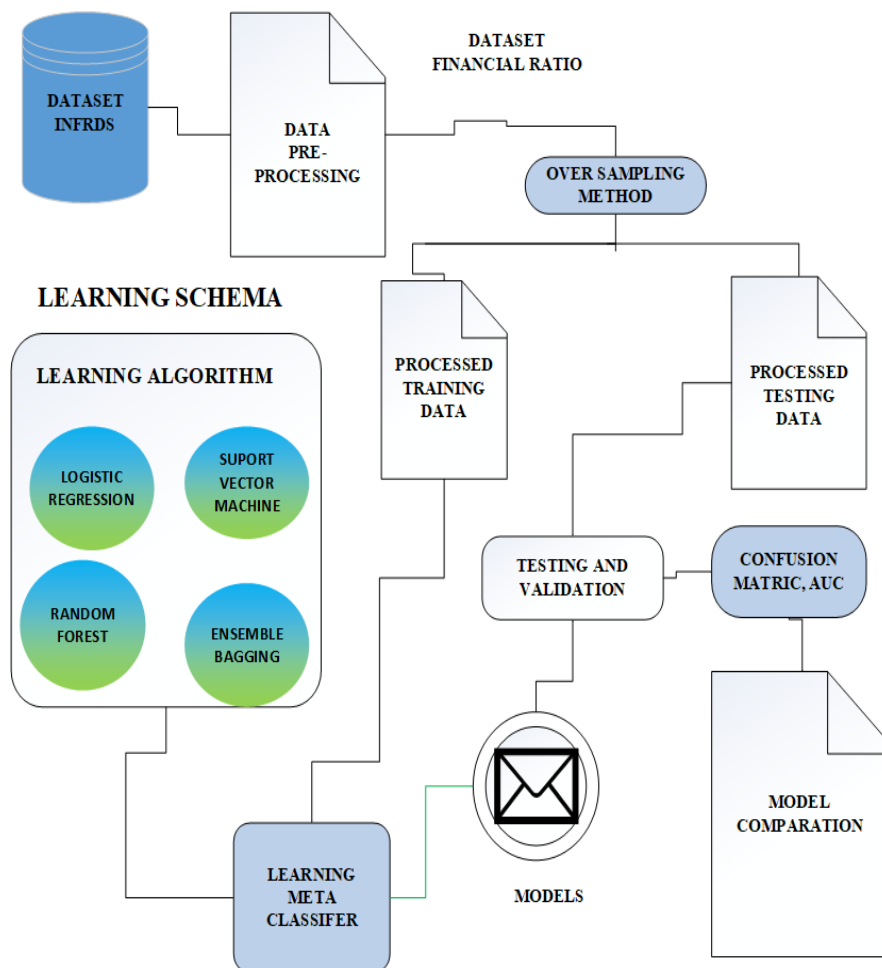 DATASET
INFRDS
DATA
PRE-
PROCESSING
DATASET
FINANCIAL RATIO
OVER SAMPLING
METHOD
LEARNING SCHEMA
LEARNING ALGORITHM
LOGISTIC
REGRESSION
SUPORT
VECTOR
MACHINE
RANDOM
FOREST
ENSEMBLE
BAGGING
PROCESSED
TRAINING
DATA
PROCESSED
TESTING
DATA
TESTING AND
VALIDATION
CONFUSION
MATRIC, AUC
LEARNING
META
CLASSIFER
MODELS
MODEL
COMPARATION